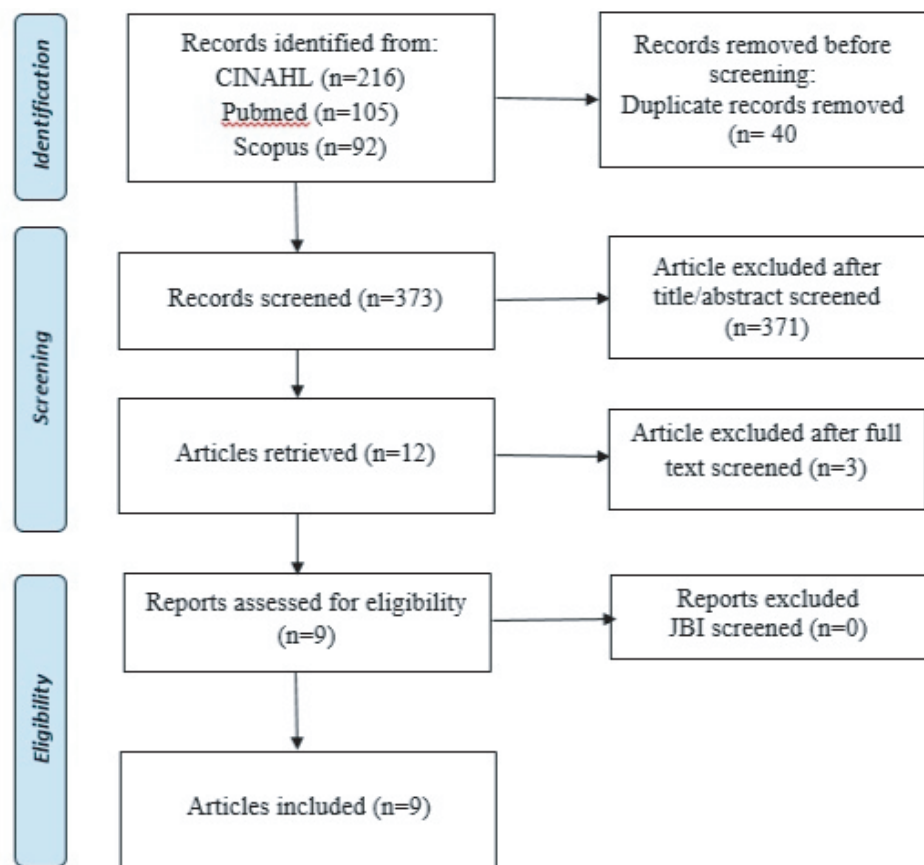 Identification
Records identified from:
CINAHL (n=216)
Pubmed (n=105)
Scopus (n=92)
Records removed before
screening:
Duplicate records removed
(n= 40
Screening
Records screened (n=373)
Article excluded after
title/abstract screened
(n=371)
Articles retrieved (n=12)
Article excluded after full
text screened (n=3)
Eligibility
Reports assessed for eligibility
(n=9)
Reports excluded
JBI screened (n=0)
Articles included (n=9)